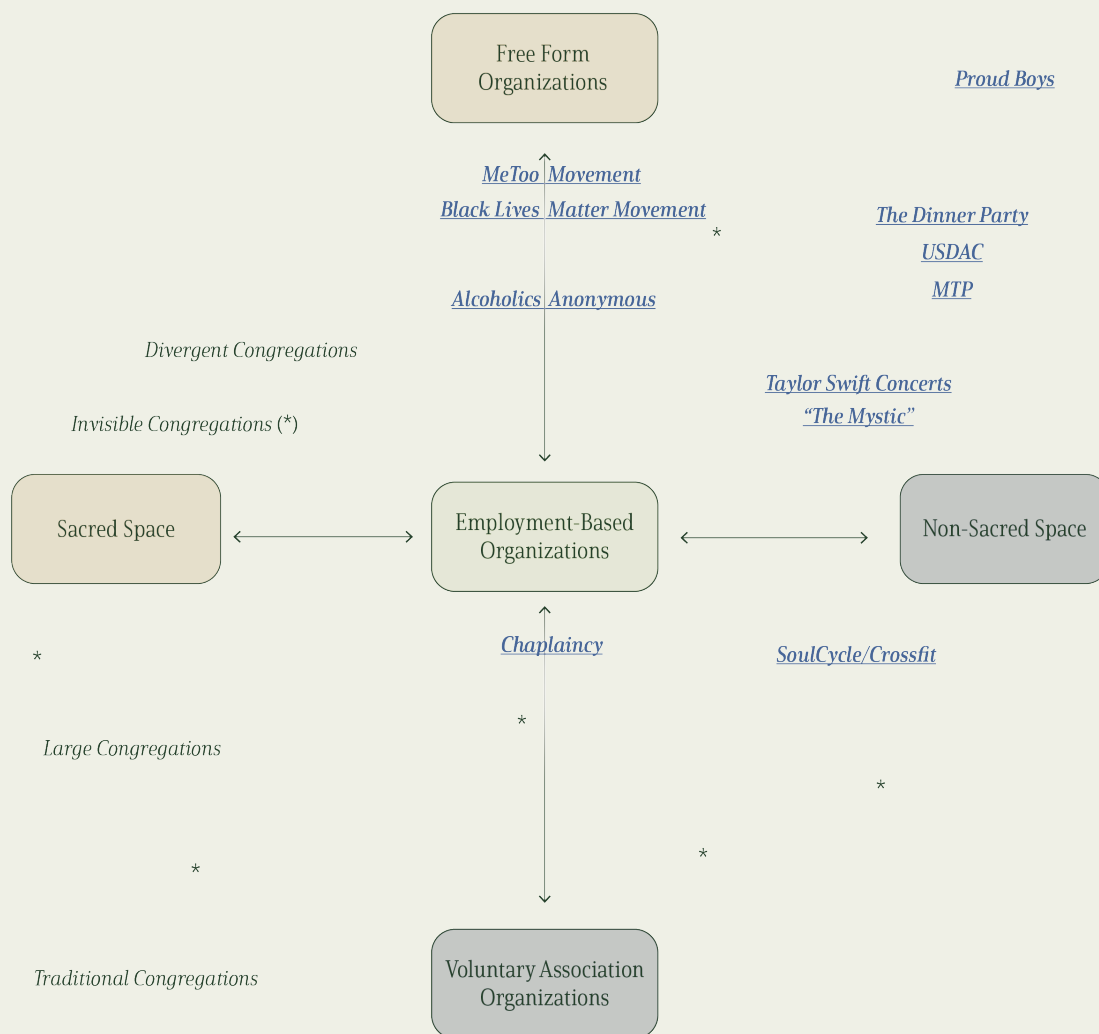 Free Form
Organizations
Proud Boys
MeToo Movement
Black Lives Matter Movement
*
The Dinner Party
USDAC
MTP
Alcoholics Anonymous
Divergent Congregations
Taylor Swift Concerts
“The Mystic”
Invisible Congregations (*)
Sacred Space
Employment-Based
Organizations
Non-Sacred Space
Chaplaincy
SoulCycle/Crossfit
*
*
Large Congregations
*
*
*
Traditional Congregations
Voluntary Association
Organizations